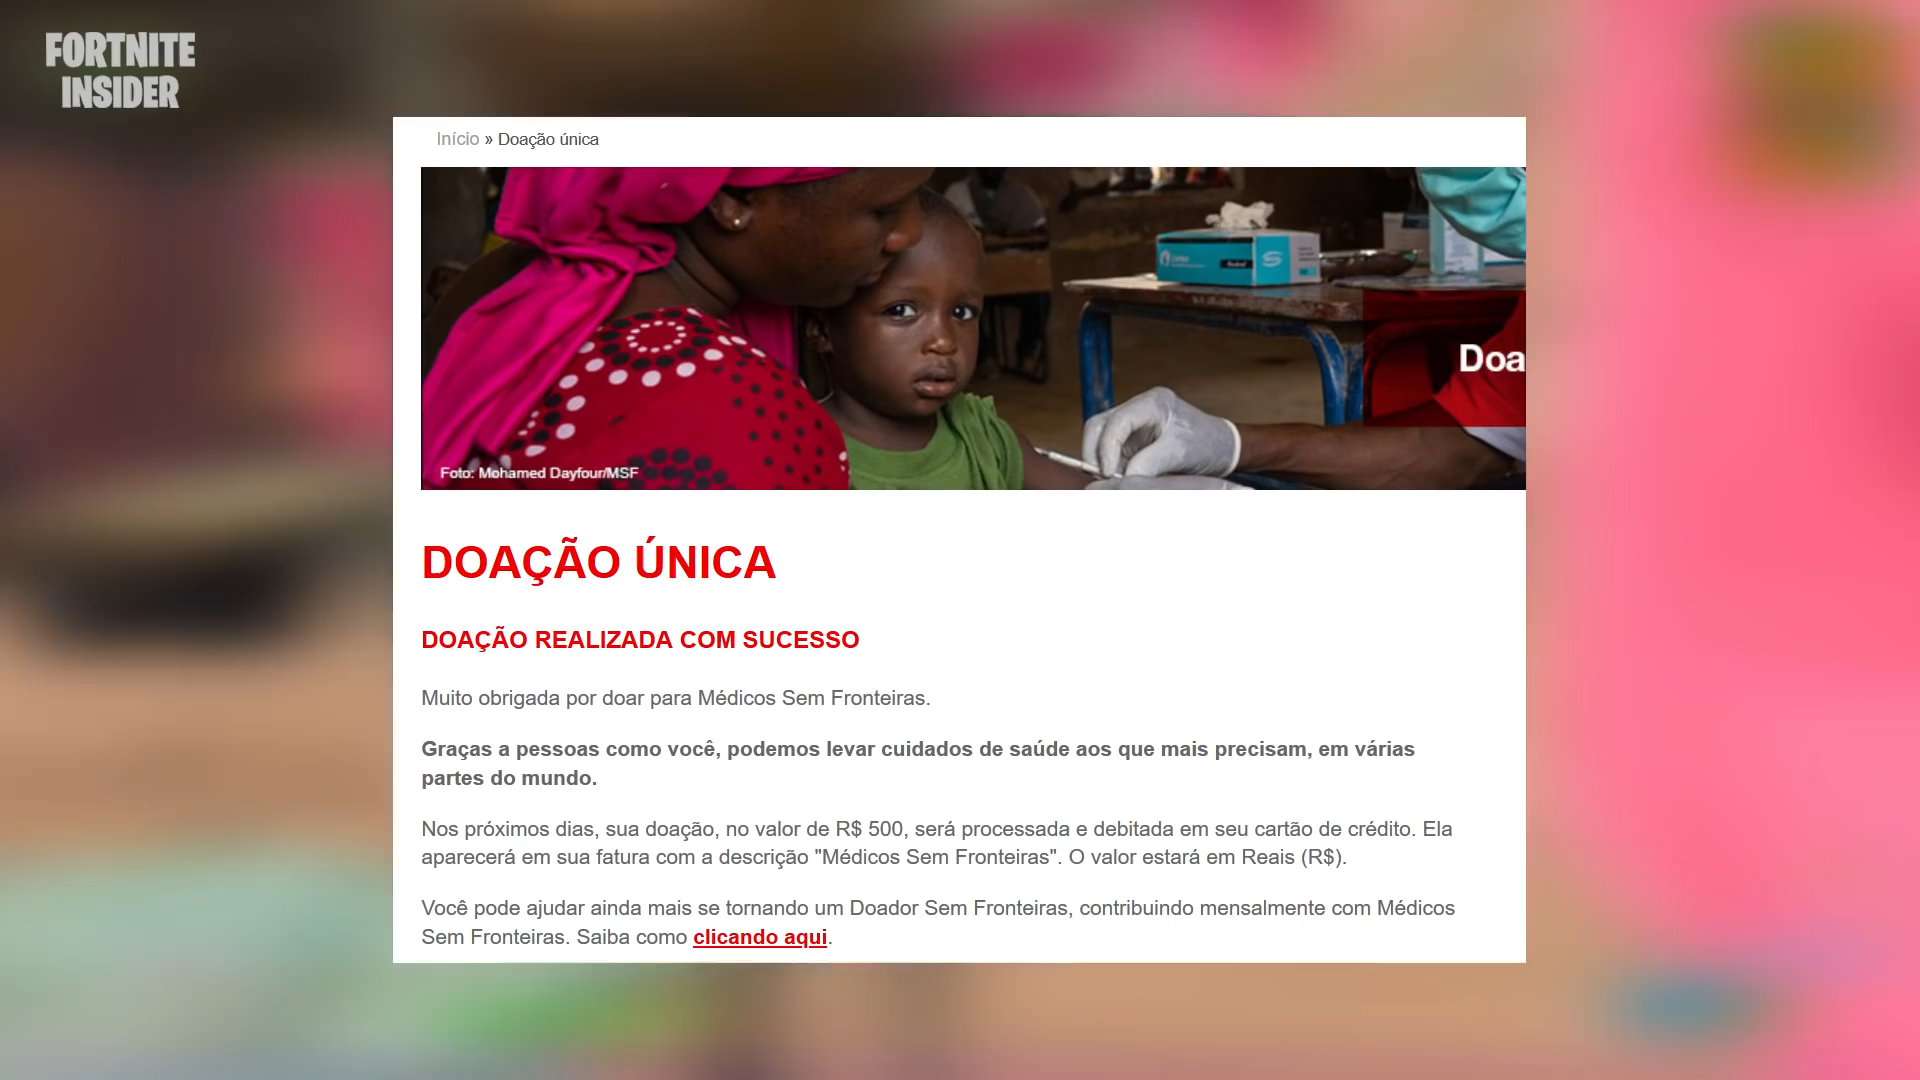 FORTNITE
INSIDER
Início » Doação única
Doa
Foto: Mohamed Dayfour/MSF
DOAÇÃO ÚNICA
DOAÇÃO REALIZADA COM SUCESSO
Muito obrigada por doar para Médicos Sem Fronteiras.
Graças a pessoas como você, podemos levar cuidados de saúde aos que mais precisam, em várias
partes do mundo.
Nos próximos dias, sua doação, no valor de R$ 500, será processada e debitada em seu cartão de crédito. Ela
aparecerá em sua fatura com a descrição "Médicos Sem Fronteiras". O valor estará em Reais (R$).
Você pode ajudar ainda mais se tornando um Doador Sem Fronteiras, contribuindo mensalmente com Médicos
Sem Fronteiras. Saiba como clicando aqui.